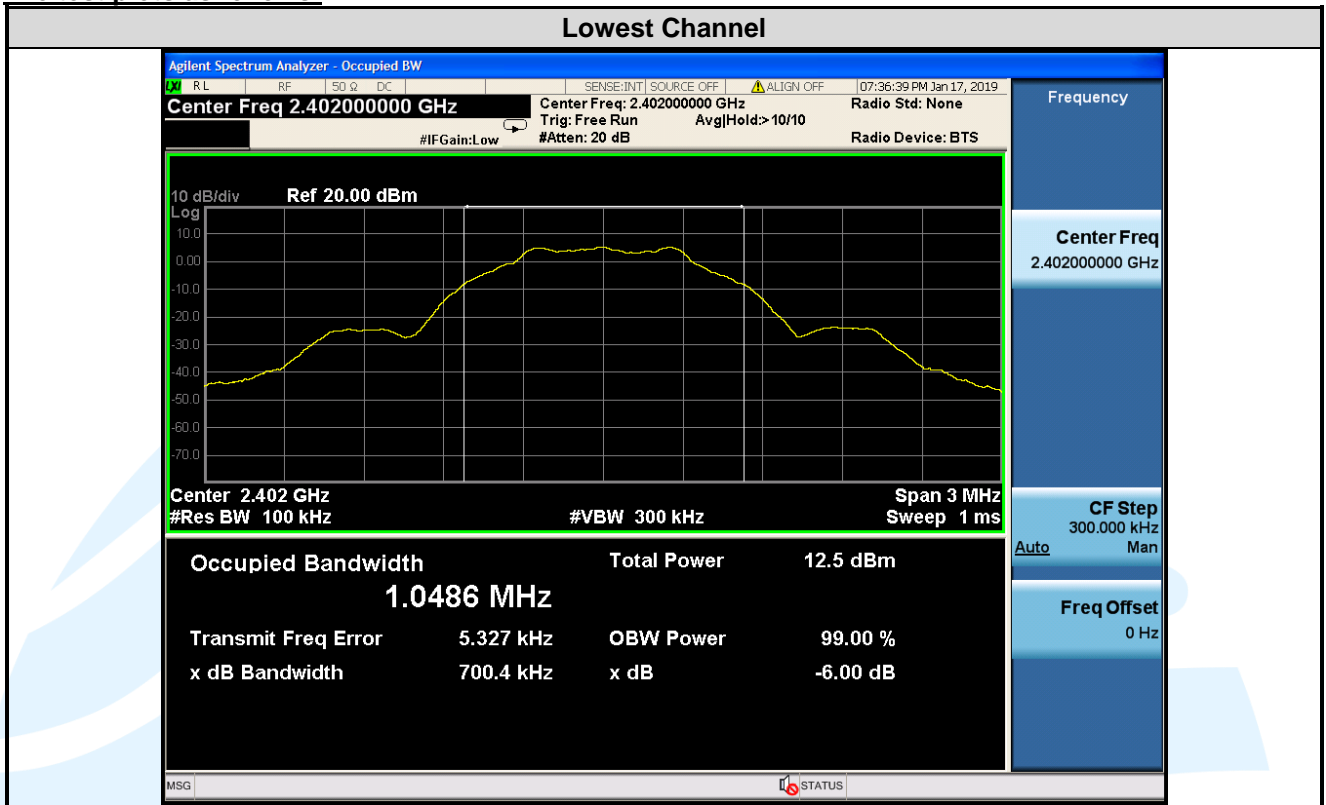 Lowest Channel
Agilent Spectrum Analyzer - Occupied BW
LXI RL RF 50 Ω DC SENSE:INT SOURCE OFF ALIGN OFF 07:36:39 PM Jan 17, 2019
Center Freq 2.402000000 GHz
Center Freq: 2.402000000 GHz Radio Std: None
Trig: Free Run Avg|Hold:>10/10
#IFGain:Low #Atten: 20 dB Radio Device: BTS
10 dB/div Ref 20.00 dBm
Log
10.0
0.00
-10.0
-20.0
-30.0
-40.0
-50.0
-60.0
-70.0
Center 2.402 GHz Span 3 MHz
#Res BW 100 kHz #VBW 300 kHz Sweep 1 ms
Occupied Bandwidth Total Power 12.5 dBm
1.0486 MHz
Transmit Freq Error 5.327 kHz OBW Power 99.00 %
x dB Bandwidth 700.4 kHz x dB -6.00 dB
MSG STATUS
Frequency
Center Freq
2.402000000 GHz
CF Step
300.000 kHz
Auto Man
Freq Offset
0 Hz